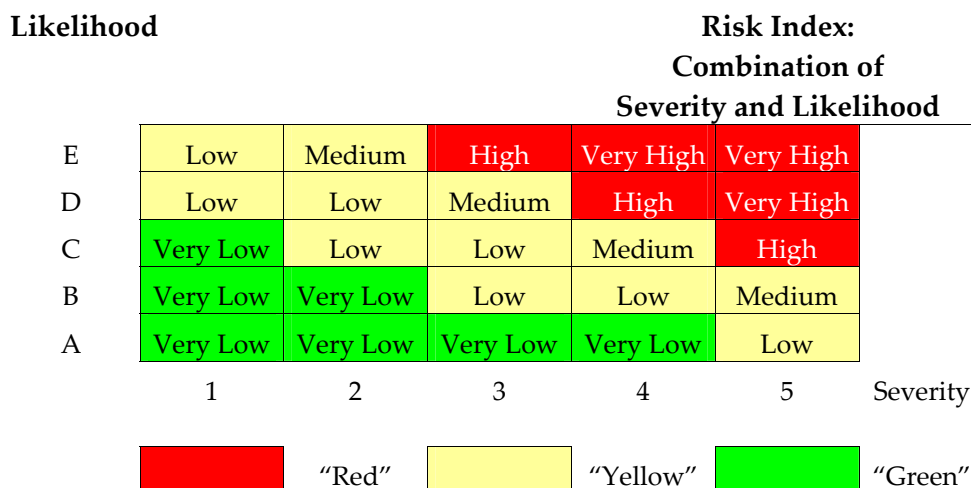 Likelihood Risk Index:
Combination of
Severity and Likelihood
E Low Medium High Very High Very High
D Low Low Medium High Very High
C Very Low Low Low Medium High
B Very Low Very Low Low Low Medium
A Very Low Very Low Very Low Very Low Low
1 2 3 4 5 Severity
“Red” “Yellow” “Green”